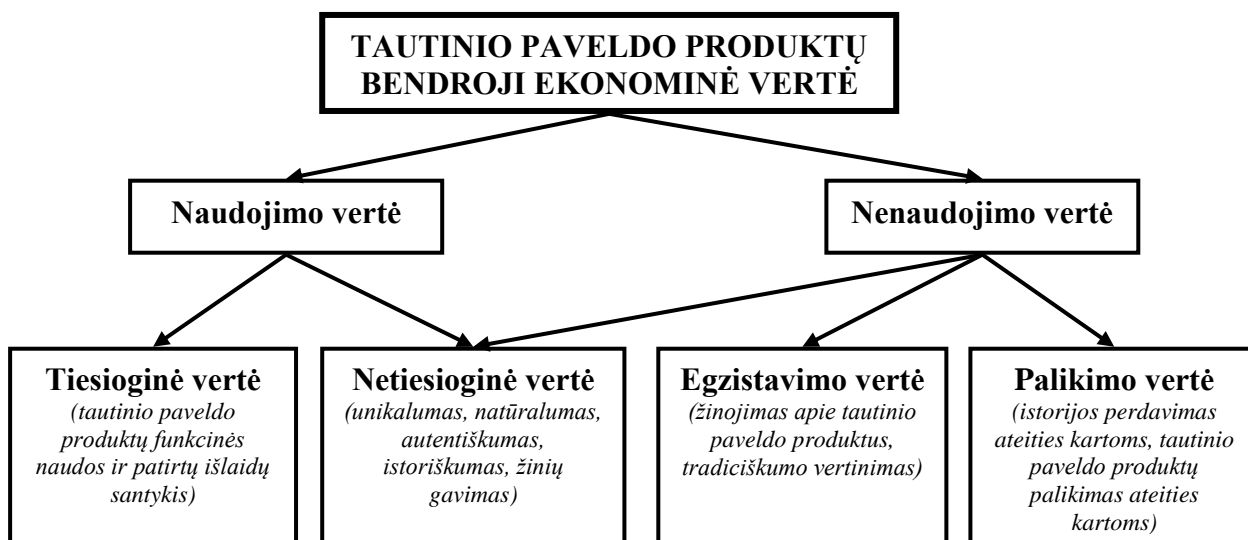 TAUTINIO PAVELDO PRODUKTŲ
BENDROJI EKONOMINĖ VERTĖ
Naudojimo vertė
Nenaudojimo vertė
Tiesioginė vertė
(tautinio paveldo
produktų funkcinės
naudos ir patirtų išlaidų
santykis)
Netiesioginė vertė
(unikalumas, natūralumas,
autentiškumas,
istoriškumas, žinių
gavimas)
Egzistavimo vertė
(žinojimas apie tautinio
paveldo produktus,
tradiciškumo vertinimas)
Palikimo vertė
(istorijos perdavimas
ateities kartoms, tautinio
paveldo produktų
palikimas ateities
kartoms)